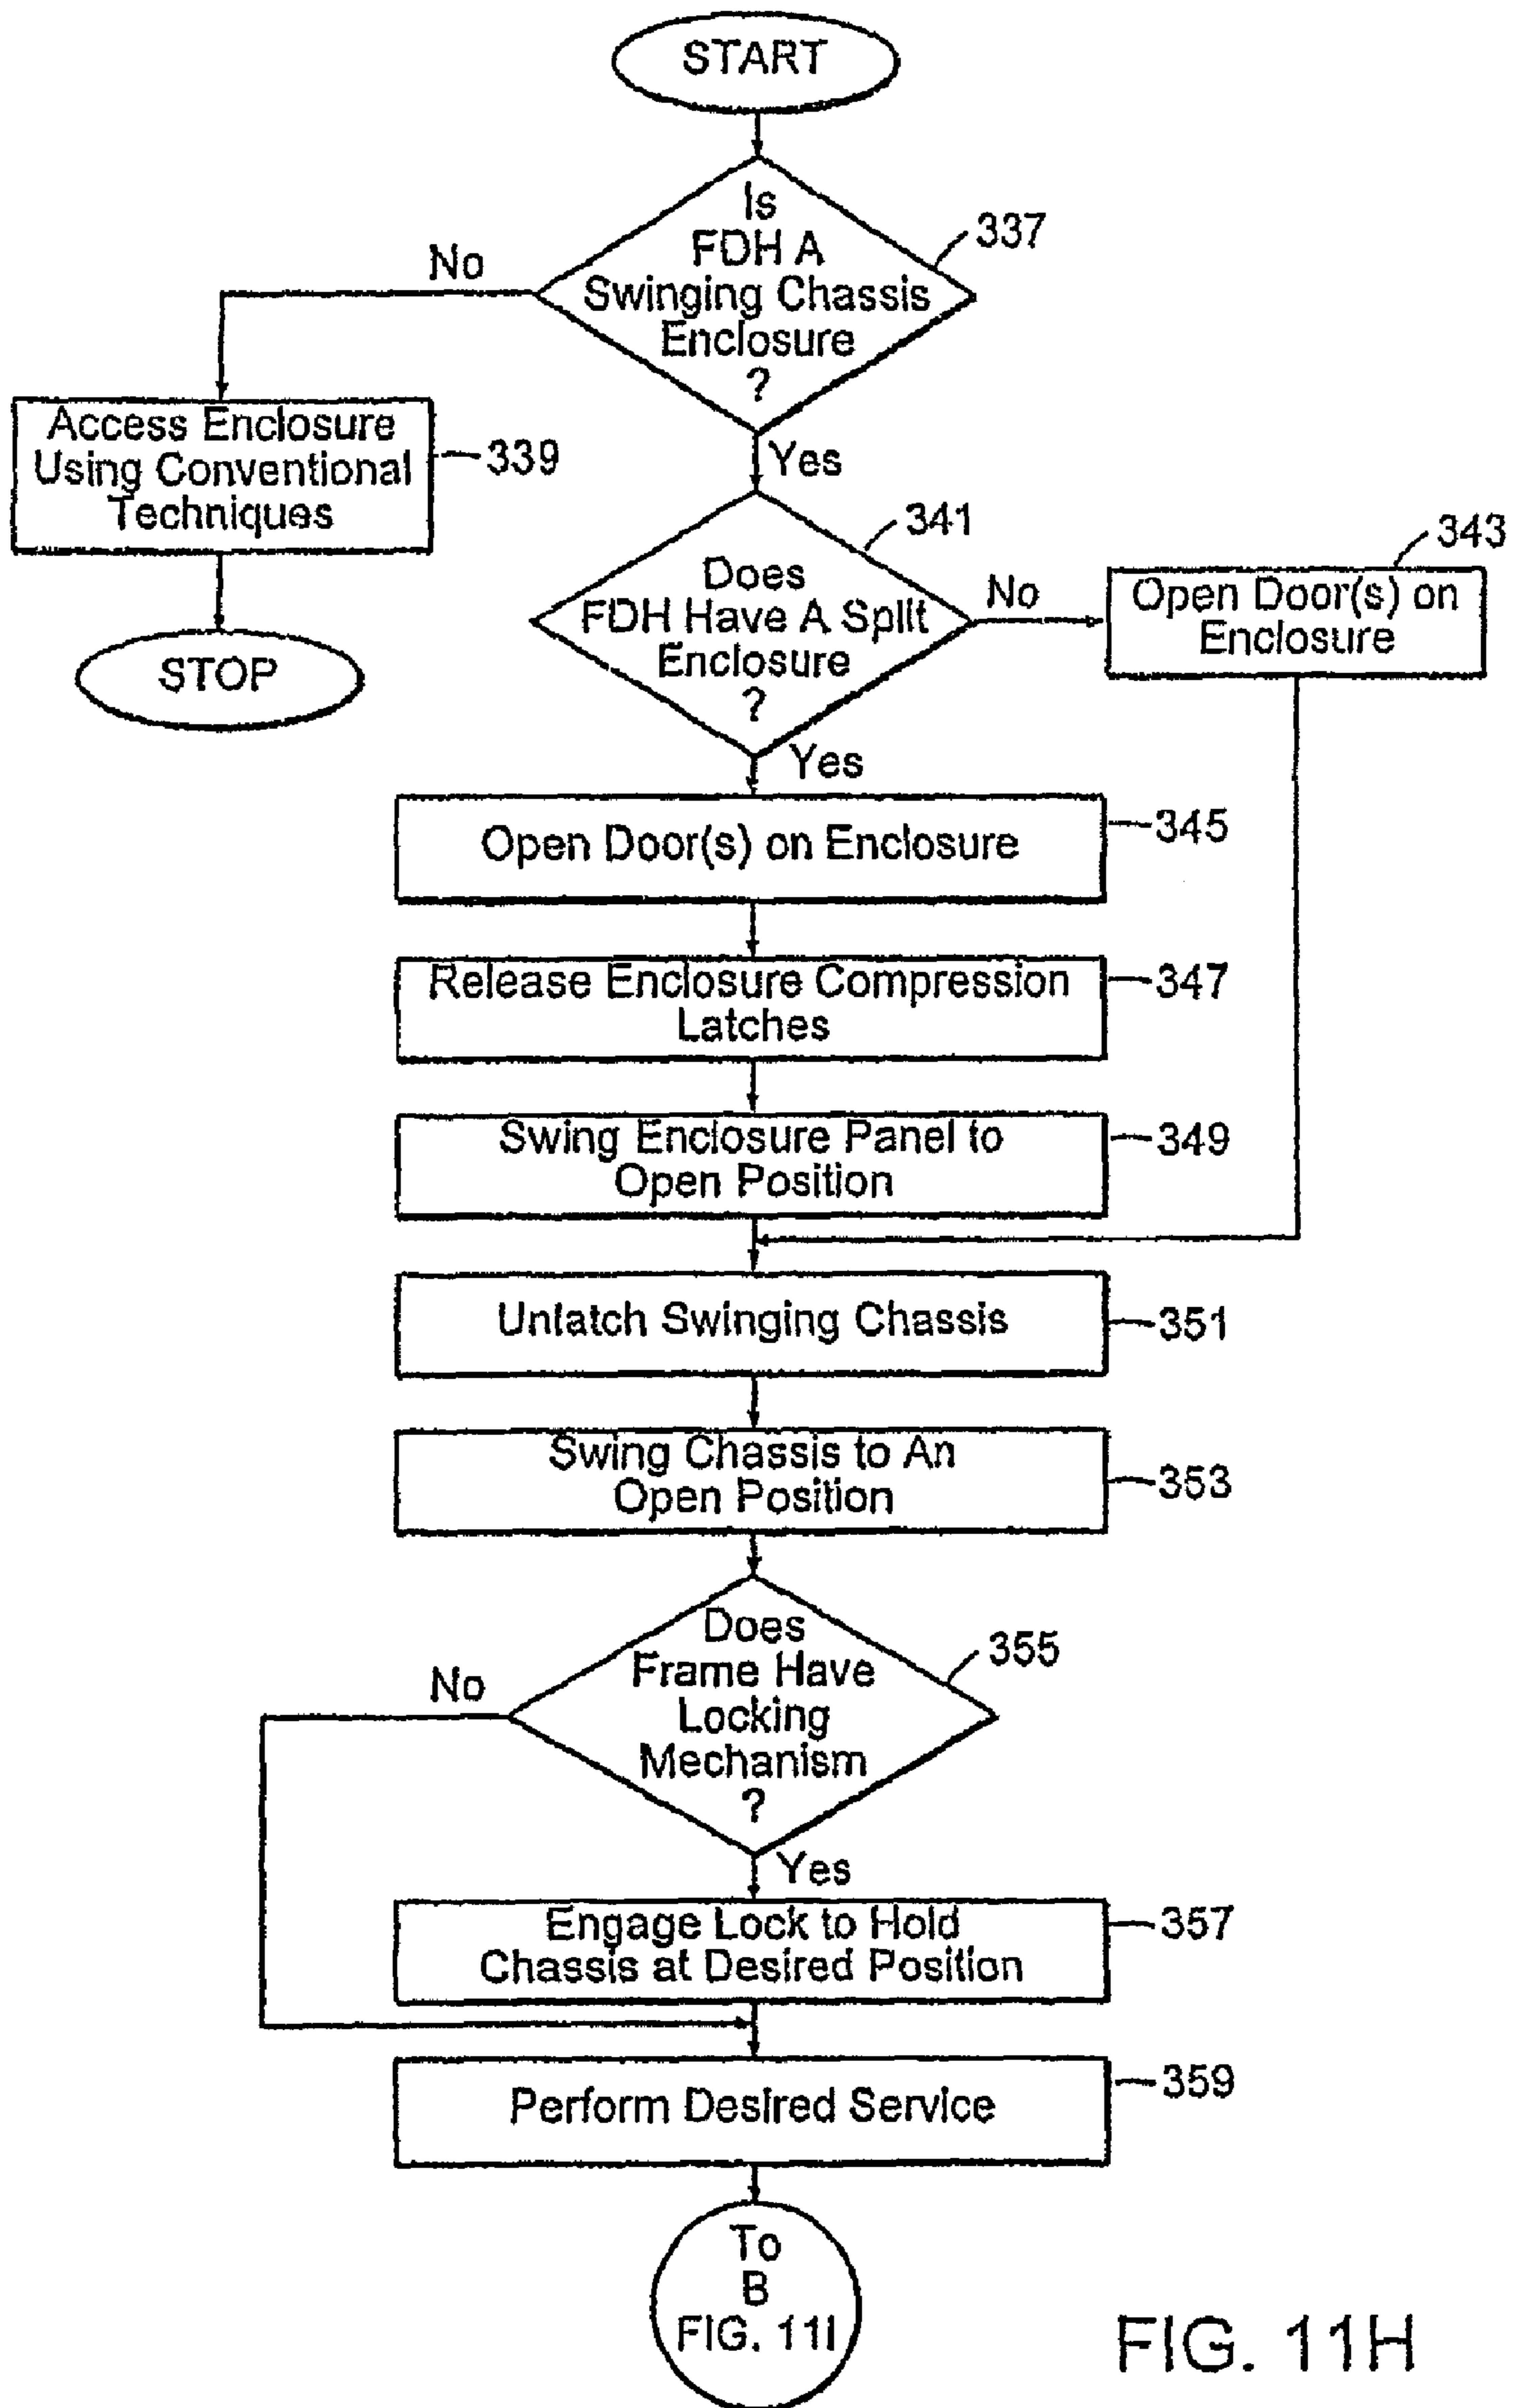 START
Is
FDH A
Swinging Chassis
Enclosure
?
337
No
Yes
Access Enclosure
Using Conventional
Techniques
339
STOP
341
Does
FDH Have A Split
Enclosure
?
No
Yes
343
Open Door(s) on
Enclosure
Open Door(s) on Enclosure
345
Release Enclosure Compression
Latches
347
Swing Enclosure Panel to
Open Position
349
Unlatch Swinging Chassis
351
Swing Chassis to An
Open Position
353
Does
Frame Have
Locking
Mechanism
?
355
No
Yes
Engage Lock to Hold
Chassis at Desired Position
357
Perform Desired Service
359
To
B
FIG. 11I
FIG. 11H